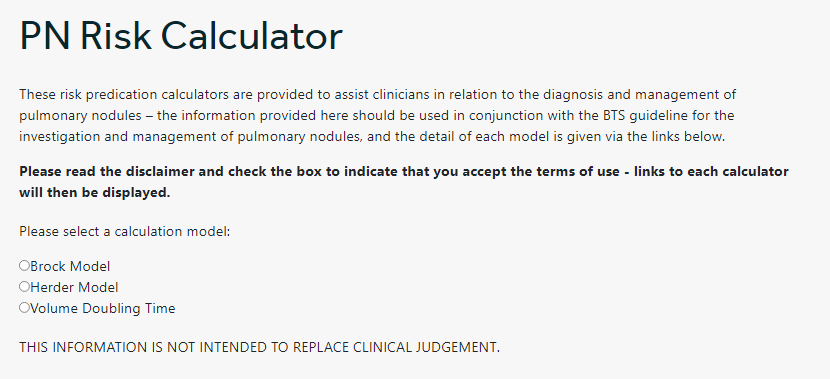 PN Risk Calculator
These risk predication calculators are provided to assist clinicians in relation to the diagnosis and management of
pulmonary nodules – the information provided here should be used in conjunction with the BTS guideline for the
investigation and management of pulmonary nodules, and the detail of each model is given via the links below.
Please read the disclaimer and check the box to indicate that you accept the terms of use - links to each calculator
will then be displayed.
Please select a calculation model:
Brock Model
Herder Model
Volume Doubling Time
THIS INFORMATION IS NOT INTENDED TO REPLACE CLINICAL JUDGEMENT.